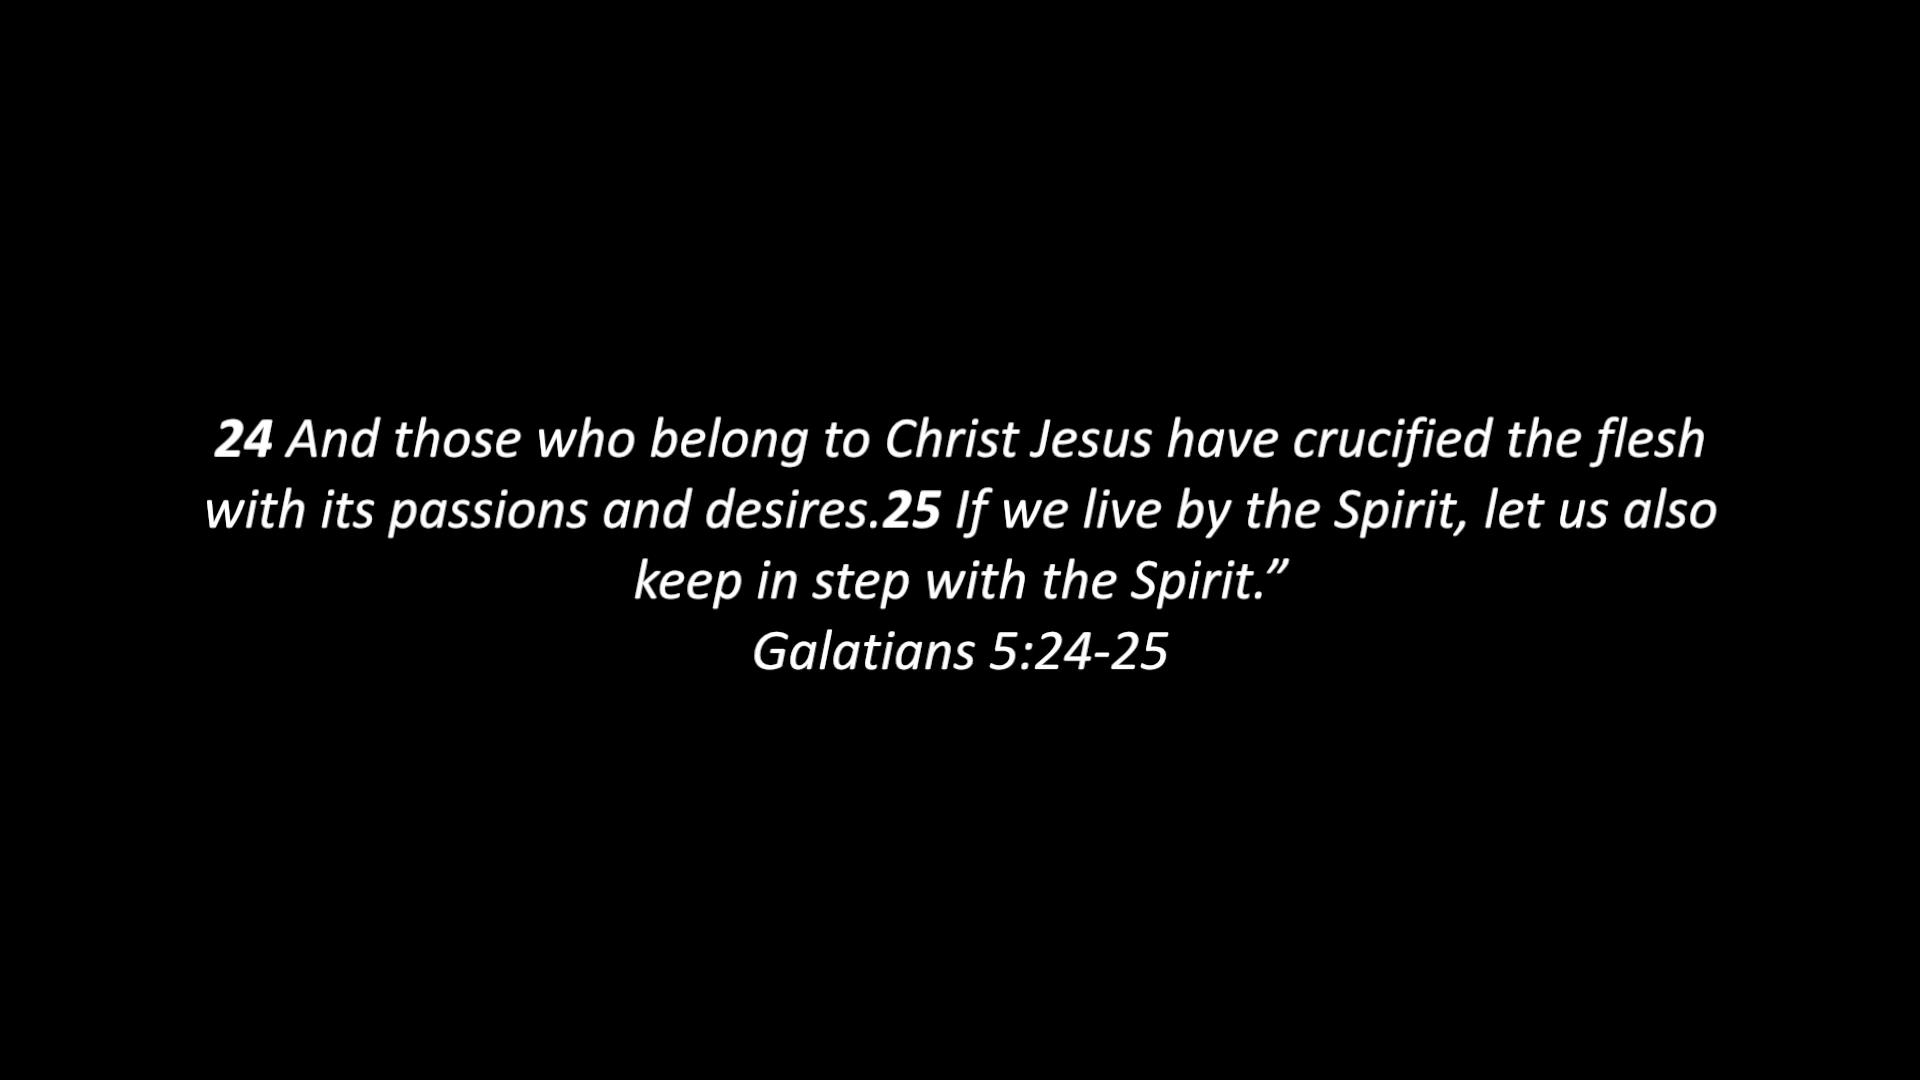 24 And those who belong to Christ Jesus have crucified the flesh
with its passions and desires.25 If we live by the Spirit, let us also
keep in step with the Spirit.”
Galatians 5:24-25